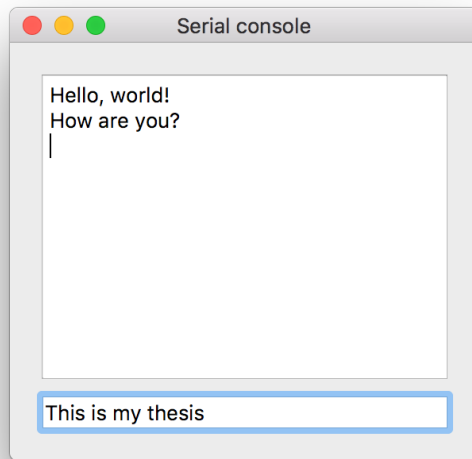 Serial console
Hello, world!
How are you?
This is my thesis